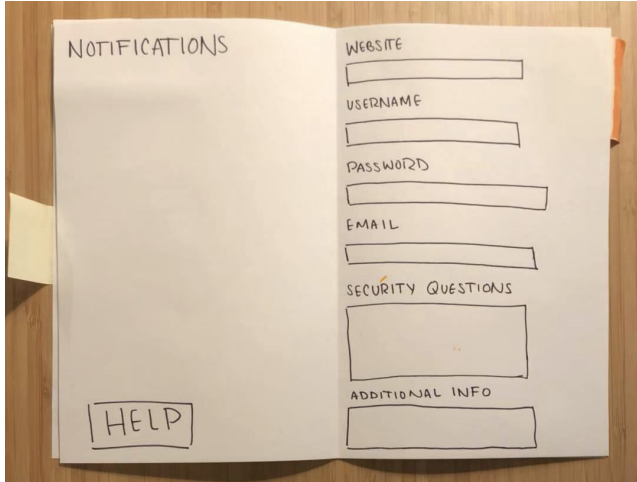 NOTIFICATIONS
HELP
WEBSITE
USERNAME
PASSWORD
EMAIL
SECURITY QUESTIONS
ADDITIONAL INFO